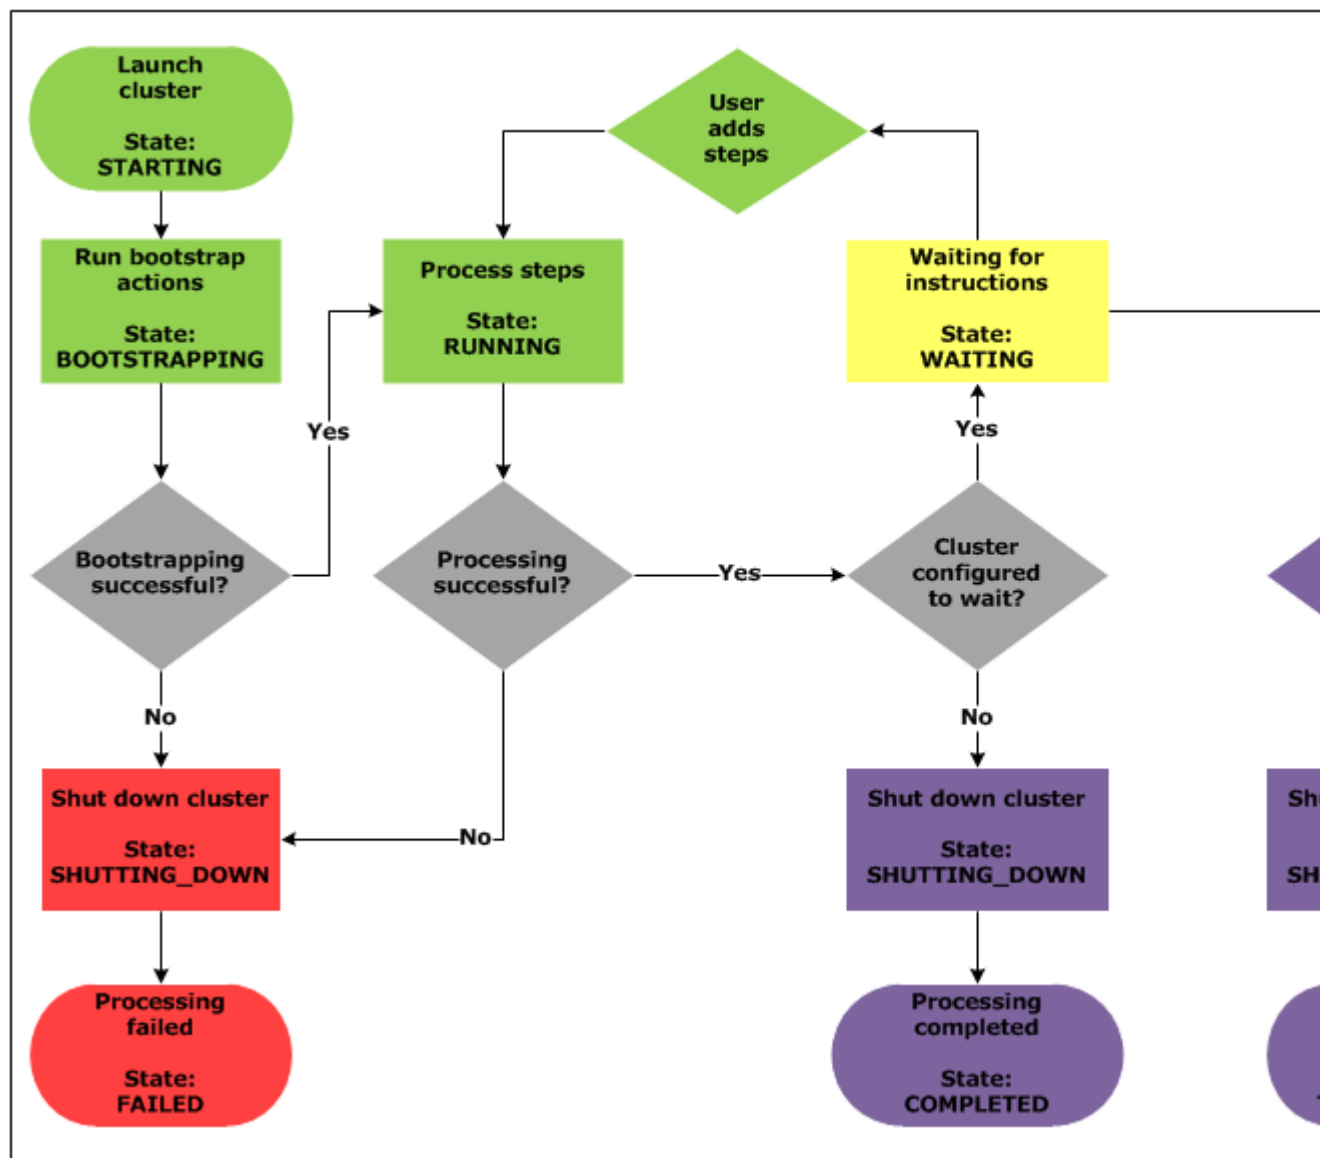 Launch
cluster
State:
STARTING
User
adds
steps
Run bootstrap
actions
State:
BOOTSTRAPPING
Process steps
State:
RUNNING
Waiting for
instructions
State:
WAITING
Yes
Yes
Bootstrapping
successful?
Processing
successful?
Yes
Cluster
configured
to wait?
No
No
Shut down cluster
State:
SHUTTING_DOWN
No
Shut down cluster
State:
SHUTTING_DOWN
Processing
failed
State:
FAILED
Processing
completed
State:
COMPLETED